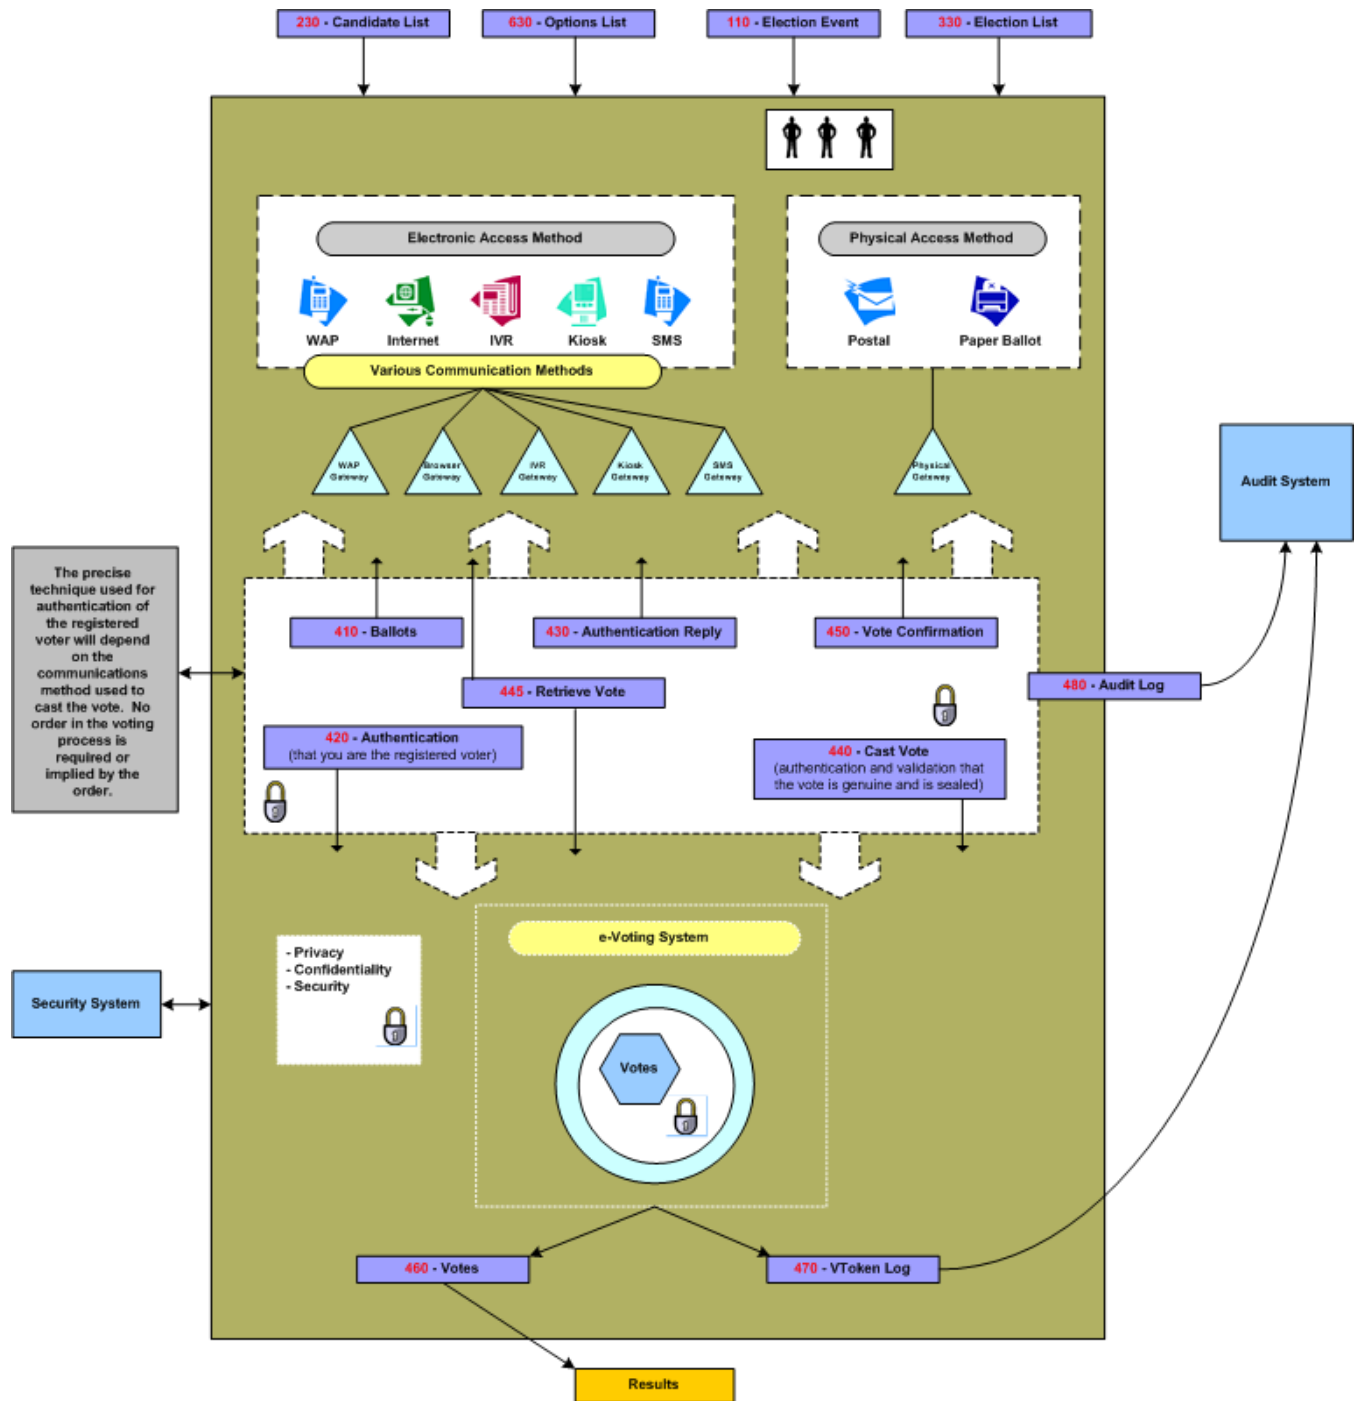 230 - Candidate List
630 - Options List
110 - Election Event
330 - Election List
Electronic Access Method
Physical Access Method
WAP
Internet
IVR
Kiosk
SMS
Postal
Paper Ballot
Various Communication Methods
WAP
Gateway
Browser
Gateway
IVR
Gateway
Kiosk
Gateway
SMS
Gateway
Physical
Gateway
Audit System
The precise
technique used for
authentication of
the registered
voter will depend
on the
communications
method used to
cast the vote. No
order in the voting
process is
required or
implied by the
order.
410 - Ballots
430 - Authentication Reply
450 - Vote Confirmation
445 - Retrieve Vote
480 - Audit Log
420 - Authentication
(that you are the registered voter)
440 - Cast Vote
(authentication and validation that
the vote is genuine and is sealed)
e-Voting System
- Privacy
- Confidentiality
- Security
Security System
Votes
460 - Votes
470 - VToken Log
Results